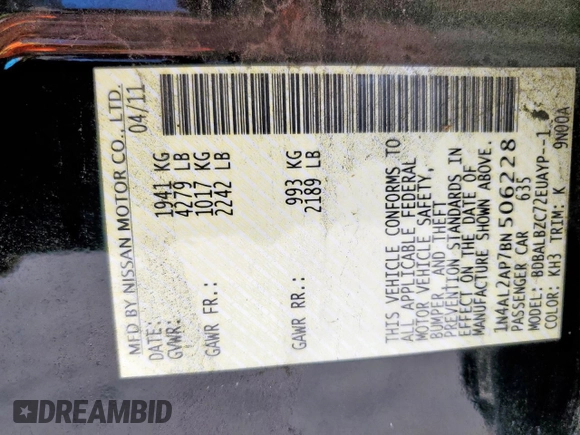 MFD BY NISSAN MOTOR CO., LTD.
DATE: 04/11
GVWR: 1941 KG
4279 LB
GAWR FR.: 1017 KG
2242 LB
GAWR RR.: 993 KG
2189 LB
THIS VEHICLE CONFORMS TO
ALL APPLICABLE FEDERAL
MOTOR VEHICLE SAFETY,
BUMPER, AND THEFT
PREVENTION STANDARDS IN
EFFECT ON THE DATE OF
MANUFACTURE SHOWN ABOVE.
1N4AL2AP7BN506228
PASSENGER CAR 635
MODEL: BDBALBZC72EUAYP--1
COLOR: KH3 TRIM: K 9N00A
DREAMBID